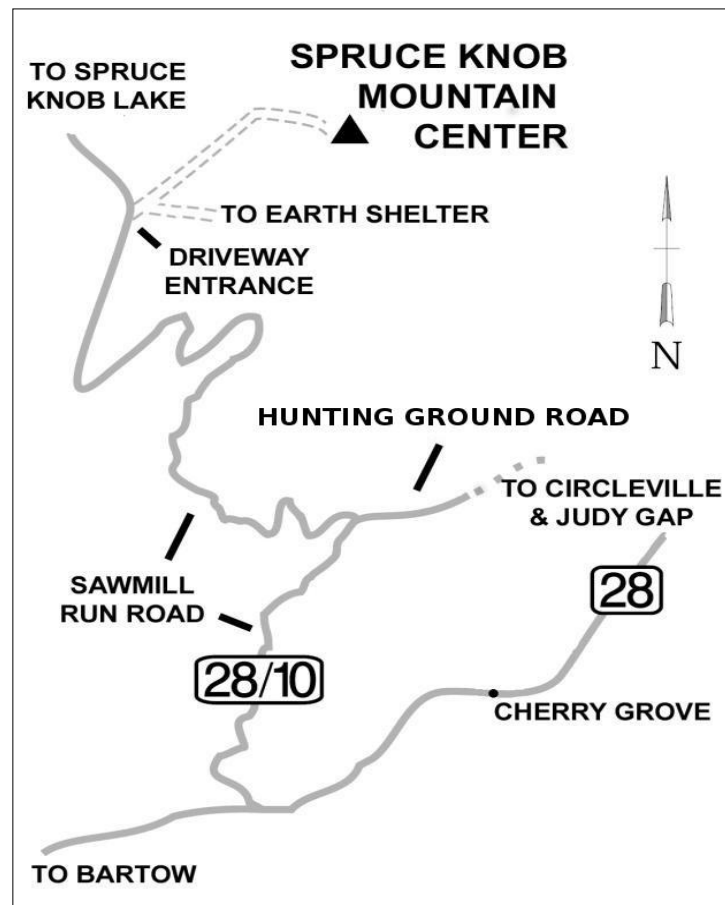 TO SPRUCE
KNOB LAKE
SPRUCE KNOB
MOUNTAIN
CENTER
TO EARTH SHELTER
DRIVEWAY
ENTRANCE
N
HUNTING GROUND ROAD
TO CIRCLEVILLE
& JUDY GAP
SAWMILL
RUN ROAD
28
28/10
CHERRY GROVE
TO BARTOW